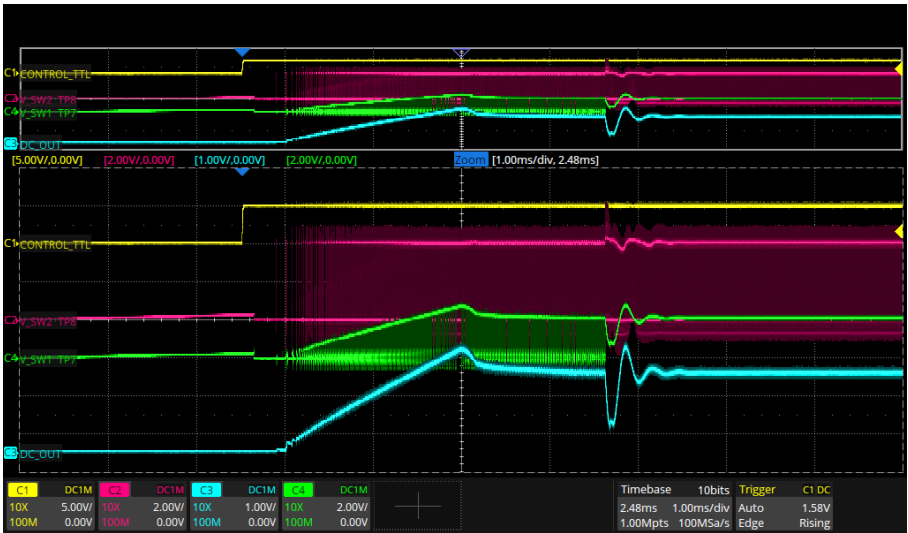 C1 CONTROL_TTL
C2 V_SW2_TP8
C4 V_SW1_TP7
C3 DC_OUT
[5.00V/,0.00V] [2.00V/,0.00V] [1.00V/,0.00V] [2.00V/,0.00V] Zoom [1.00ms/div, 2.48ms]
C1 CONTROL_TTL
C2 V_SW2_TP8
C4 V_SW1_TP7
C3 DC_OUT
C1 DC1M C2 DC1M C3 DC1M C4 DC1M Timebase 10bits Trigger C1 DC
10X 5.00V/ 10X 2.00V/ 10X 1.00V/ 10X 2.00V/ 2.48ms 1.00ms/div Auto 1.58V
100M 0.00V 100M 0.00V 100M 0.00V 100M 0.00V 1.00Mpts 100MSa/s Edge Rising